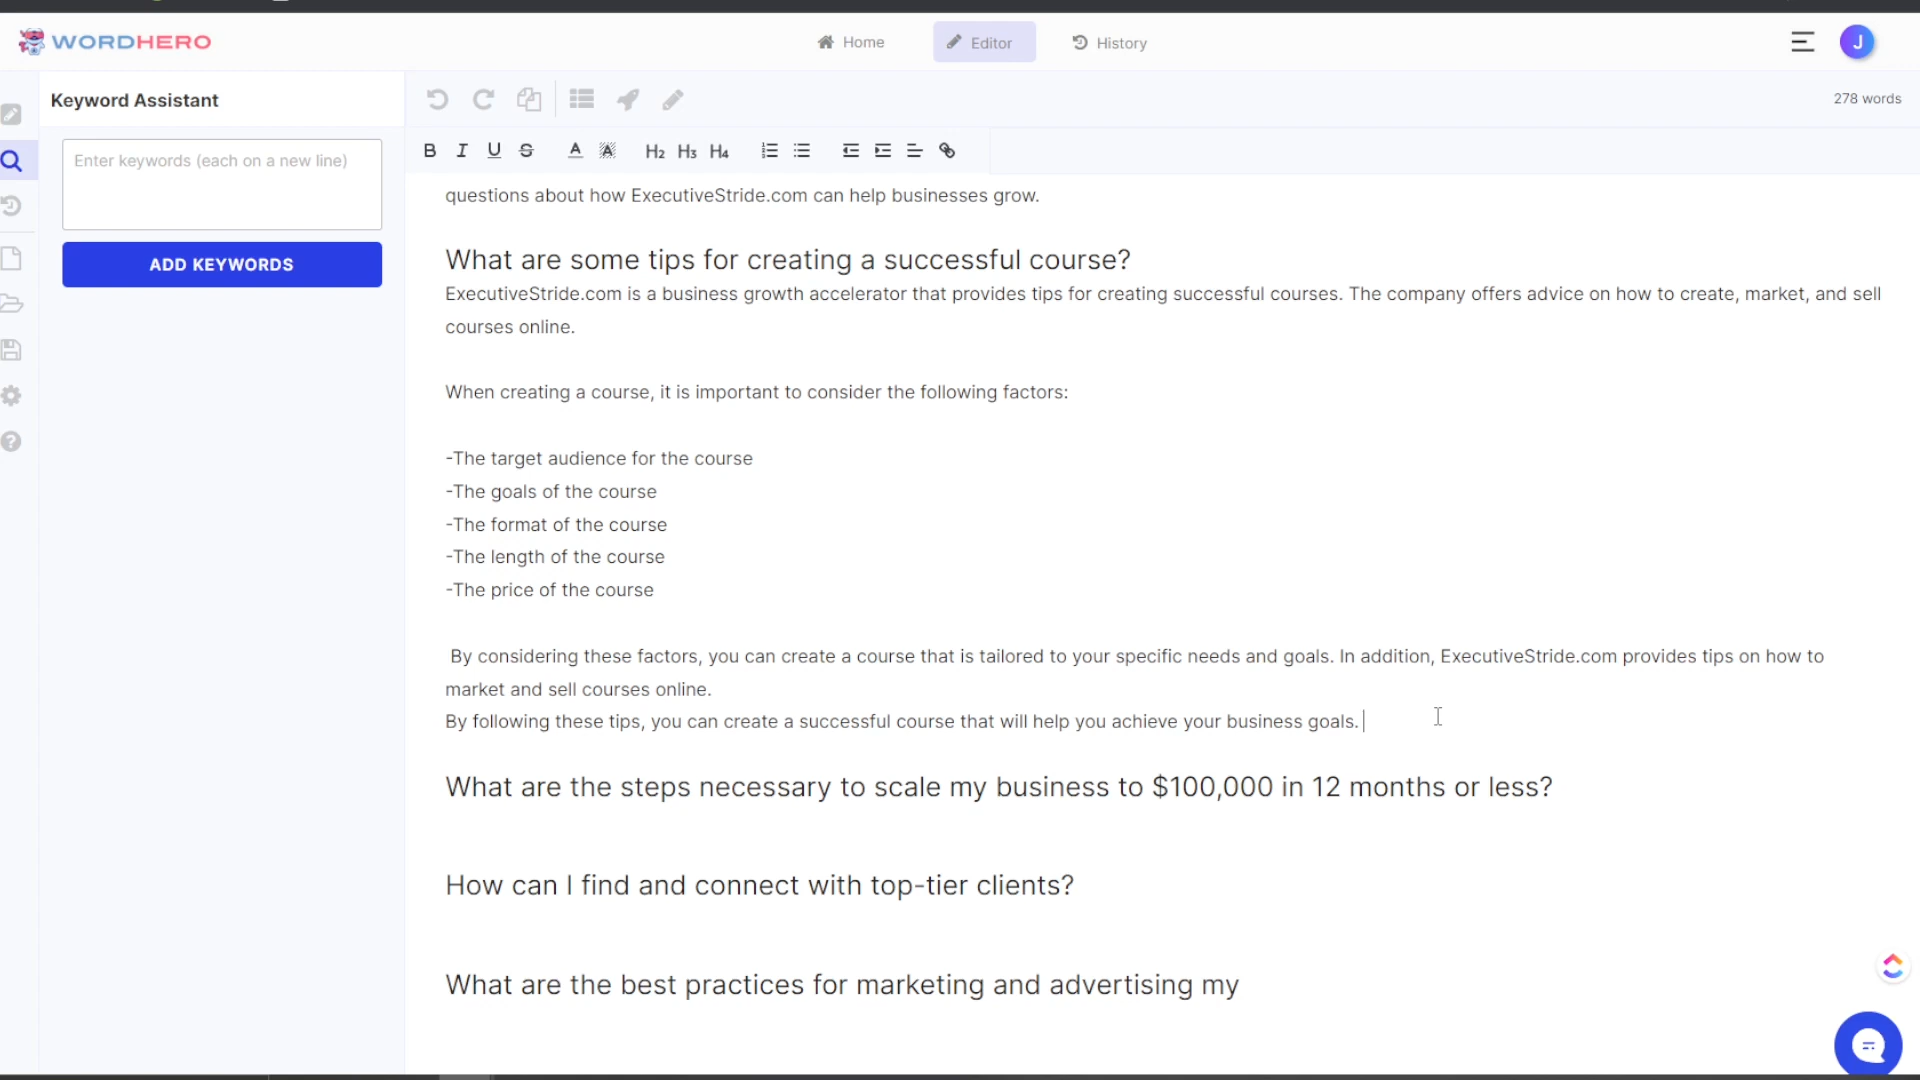 WORDHERO
Home
Editor
History
J
Keyword Assistant
278 words
Enter keywords (each on a new line)
ADD KEYWORDS
B I U S A A H2 H3 H4
questions about how ExecutiveStride.com can help businesses grow.
What are some tips for creating a successful course?
ExecutiveStride.com is a business growth accelerator that provides tips for creating successful courses. The company offers advice on how to create, market, and sell
courses online.
When creating a course, it is important to consider the following factors:
-The target audience for the course
-The goals of the course
-The format of the course
-The length of the course
-The price of the course
By considering these factors, you can create a course that is tailored to your specific needs and goals. In addition, ExecutiveStride.com provides tips on how to
market and sell courses online.
By following these tips, you can create a successful course that will help you achieve your business goals.
What are the steps necessary to scale my business to $100,000 in 12 months or less?
How can I find and connect with top-tier clients?
What are the best practices for marketing and advertising my